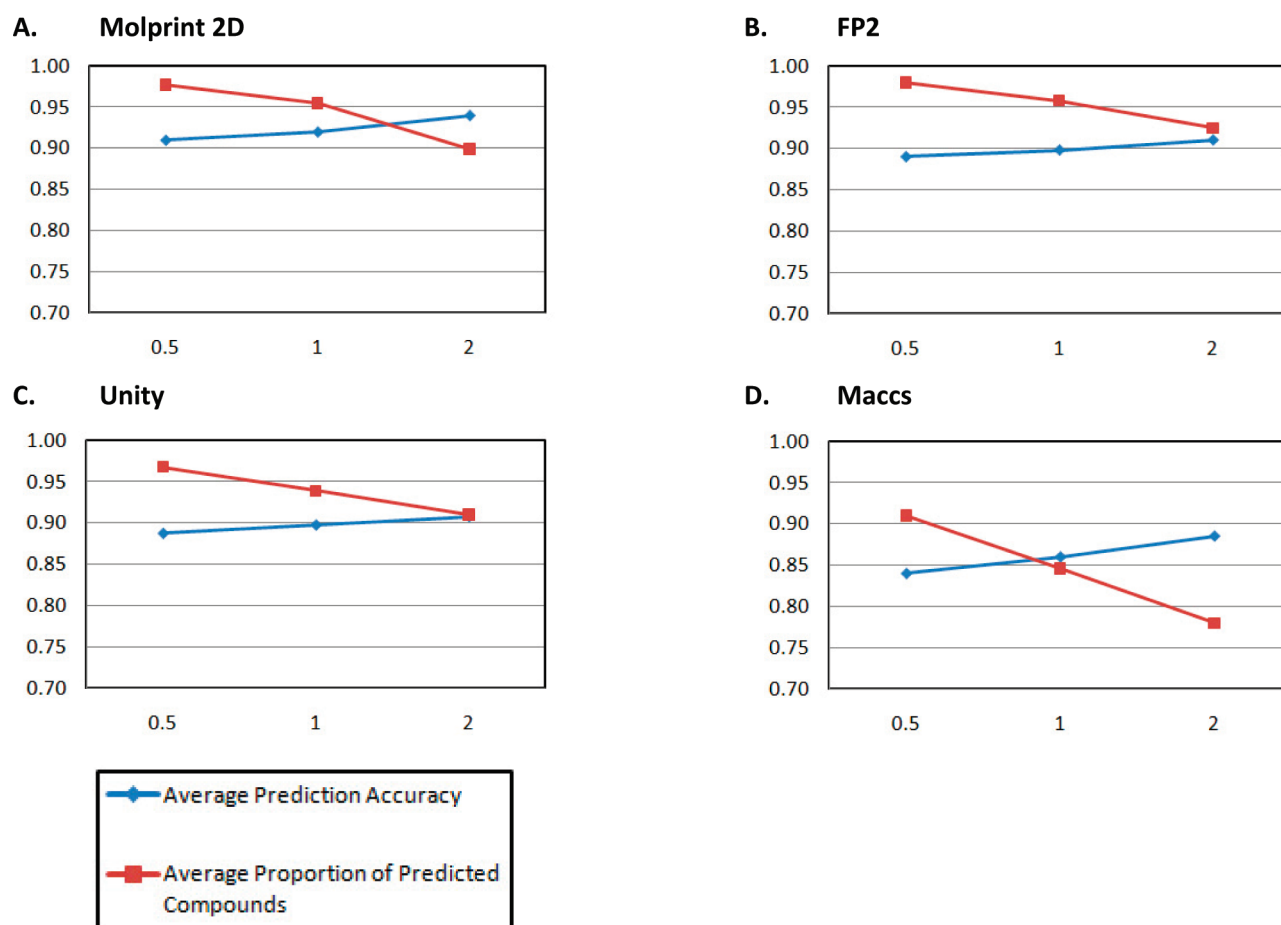 A. Molprint 2D
1.00
0.95
0.90
0.85
0.80
0.75
0.70
0.5 1 2
B. FP2
1.00
0.95
0.90
0.85
0.80
0.75
0.70
0.5 1 2
C. Unity
1.00
0.95
0.90
0.85
0.80
0.75
0.70
0.5 1 2
D. Maccs
1.00
0.95
0.90
0.85
0.80
0.75
0.70
0.5 1 2
Average Prediction Accuracy
Average Proportion of Predicted
Compounds